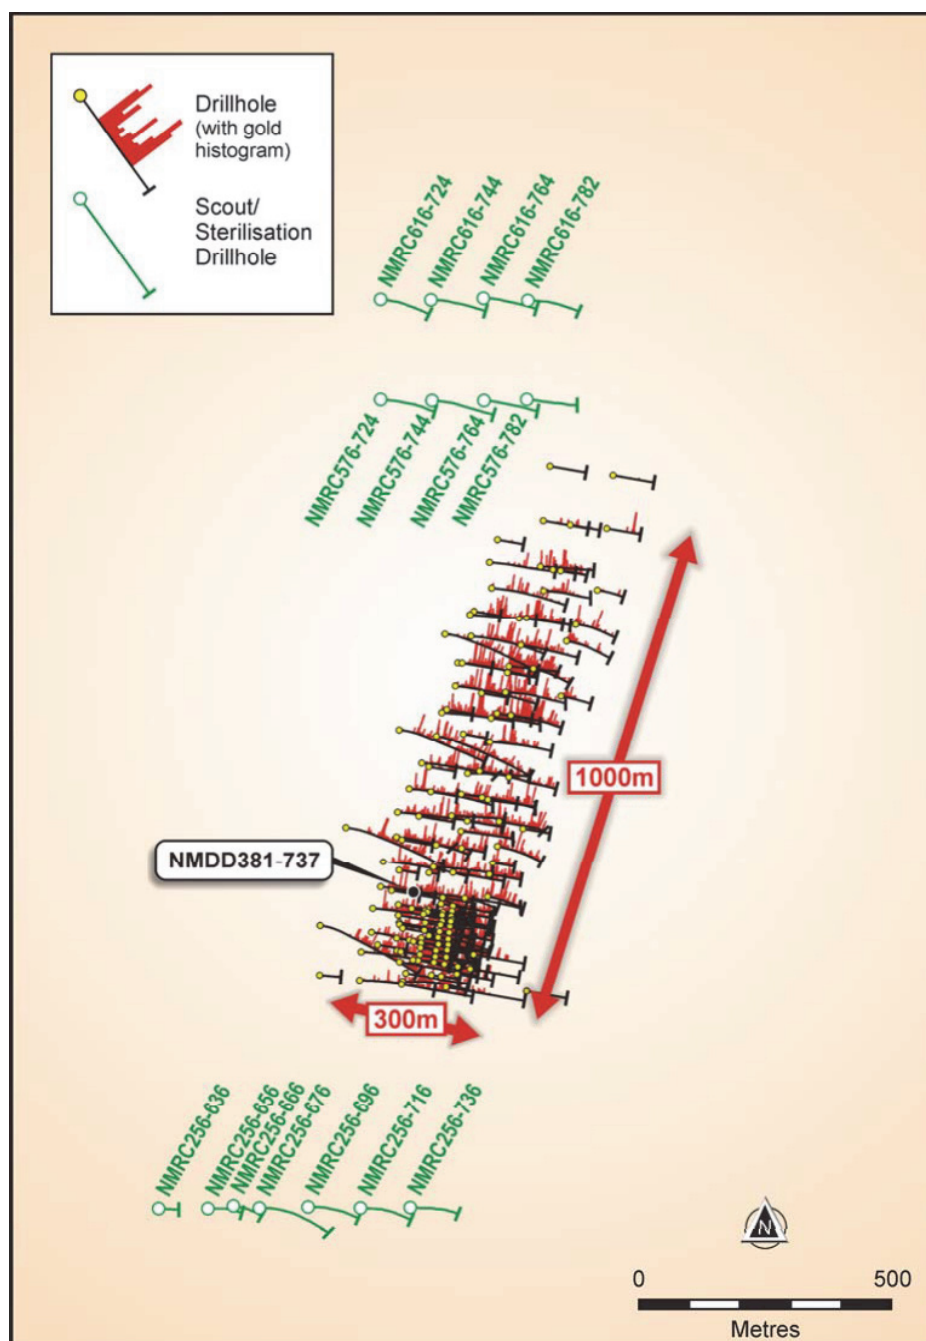 Drillhole
(with gold
histogram)
Scout/
Sterilisation
Drillhole
NMRC616-724
NMRC616-744
NMRC616-764
NMRC616-782
NMRC576-724
NMRC576-744
NMRC576-764
NMRC576-782
1000m
NMDD381-737
300m
NMRC256-636
NMRC256-656
NMRC256-666
NMRC256-676
NMRC256-696
NMRC256-716
NMRC256-736
N
0 500
Metres